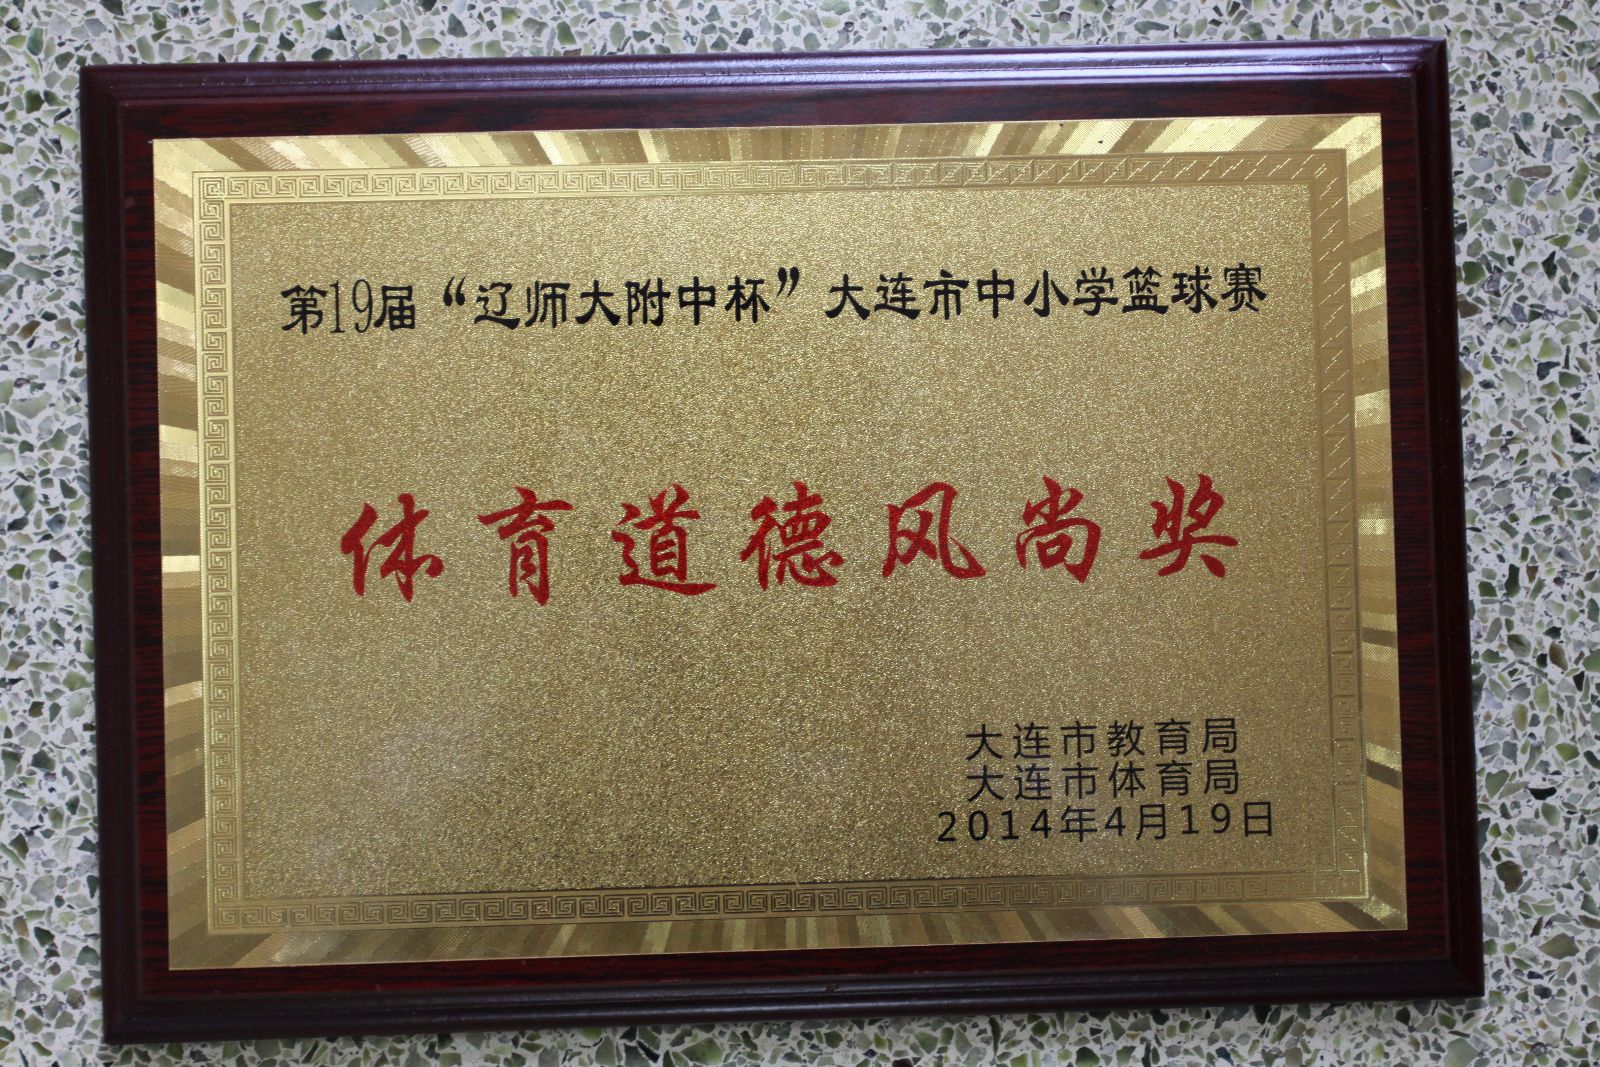 第19届“辽师大附中杯”大连市中小学篮球赛
体育道德风尚奖
大连市教育局
大连市体育局
2014年4月19日